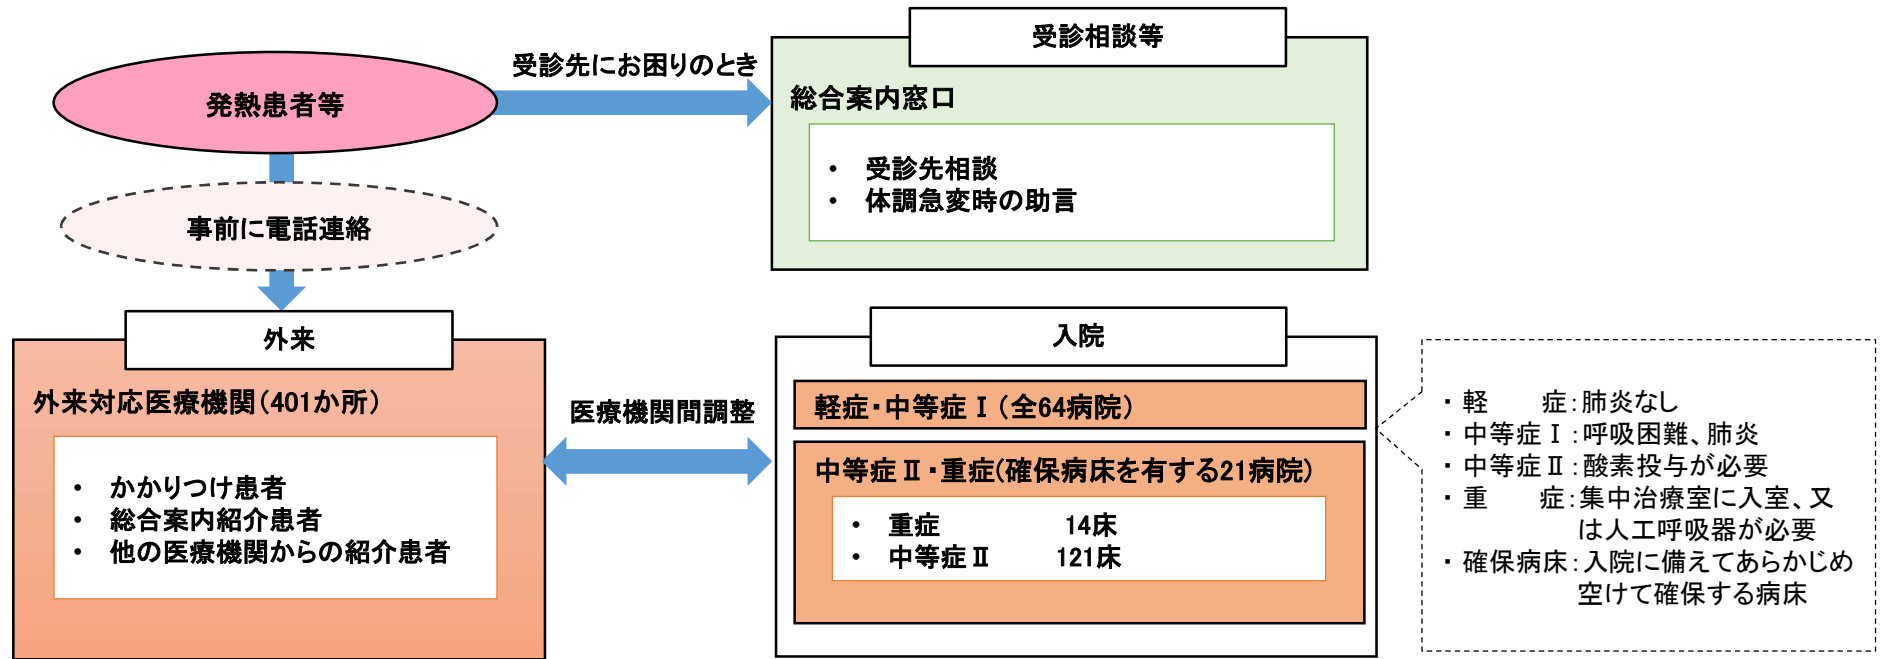 発熱患者等
受診先にお困りのとき
受診相談等
総合案内窓口
・ 受診先相談
・ 体調急変時の助言
事前に電話連絡
外来
外来対応医療機関（401か所）
・ かかりつけ患者
・ 総合案内紹介患者
・ 他の医療機関からの紹介患者
医療機関間調整
入院
軽症・中等症Ⅰ（全64病院）
中等症Ⅱ・重症(確保病床を有する21病院)
・ 重症 14床
・ 中等症Ⅱ 121床
・軽 症：肺炎なし
・中等症Ⅰ：呼吸困難、肺炎
・中等症Ⅱ：酸素投与が必要
・重 症：集中治療室に入室、又
は人工呼吸器が必要
・確保病床：入院に備えてあらかじめ
空けて確保する病床